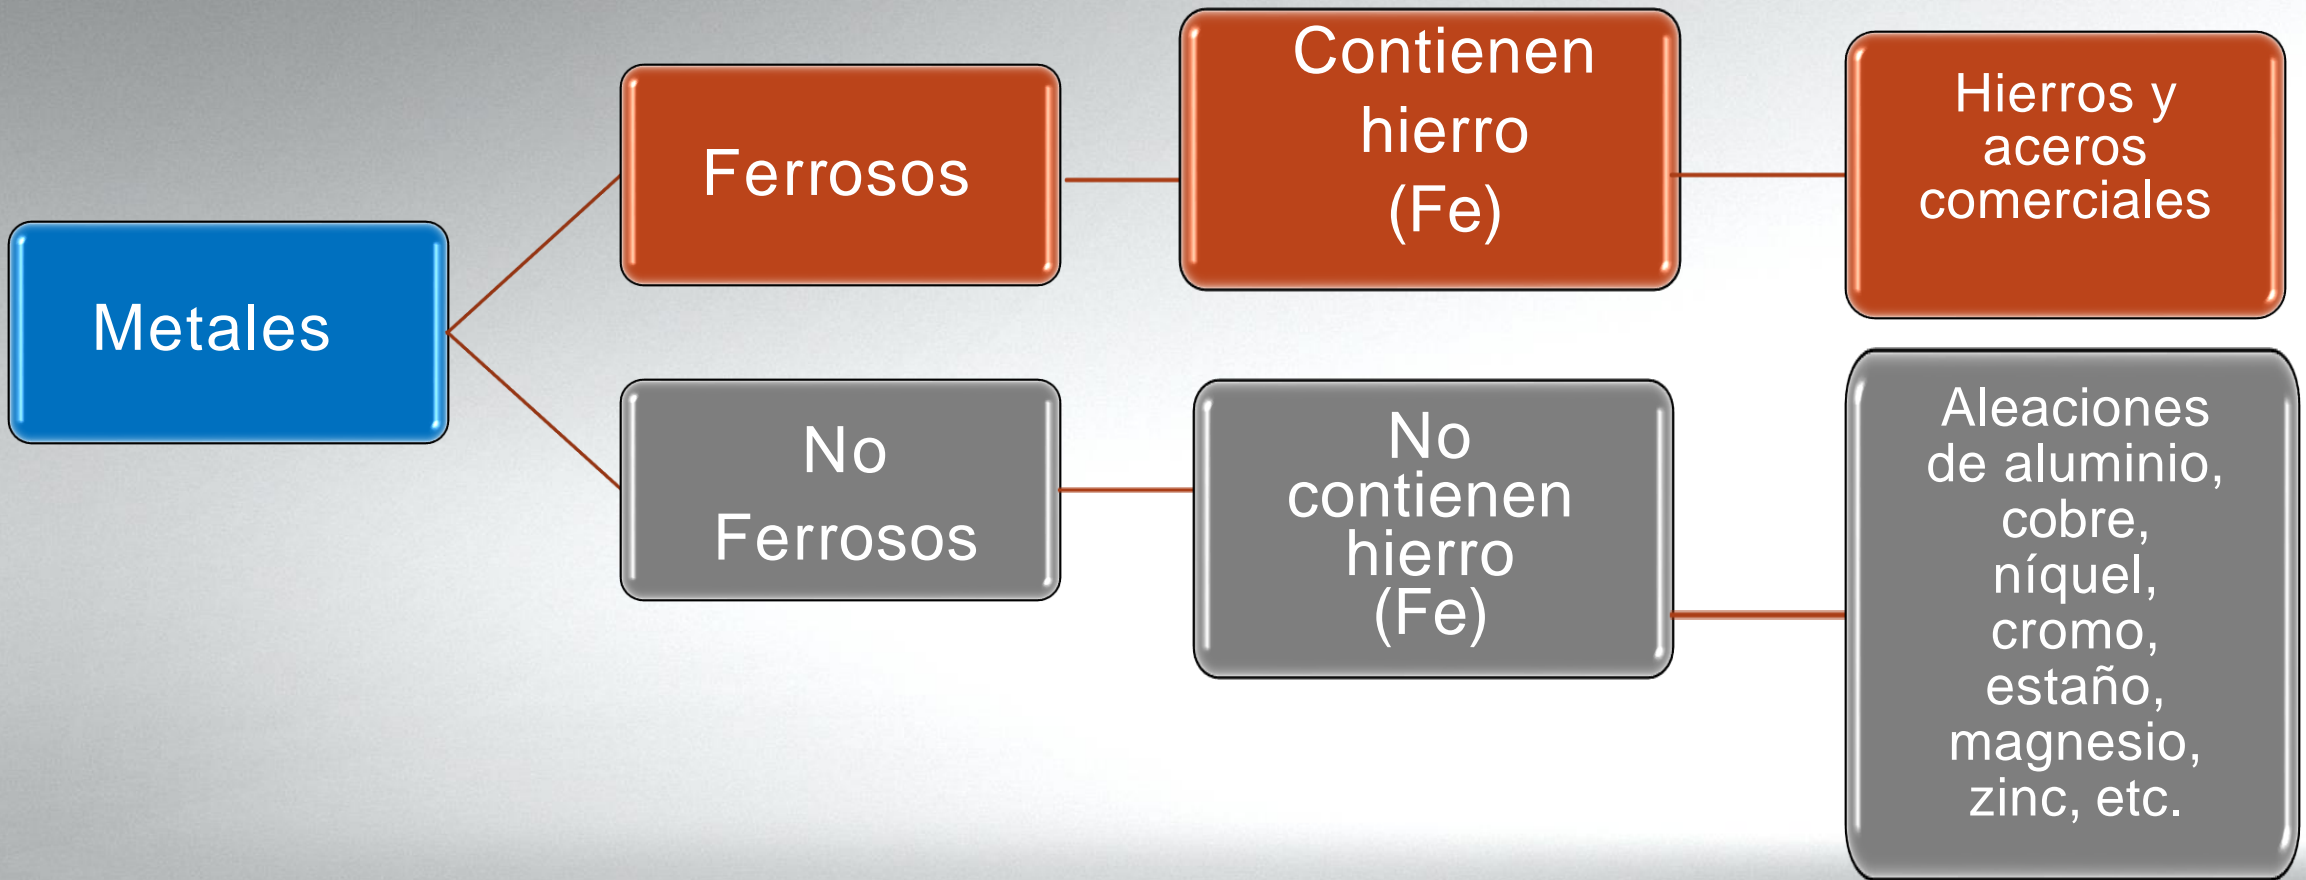 Metales
Ferrosos
Contienen
hierro
(Fe)
Hierros y
aceros
comerciales
No
Ferrosos
No
contienen
hierro
(Fe)
Aleaciones
de aluminio,
cobre,
níquel,
cromo,
estaño,
magnesio,
zinc, etc.